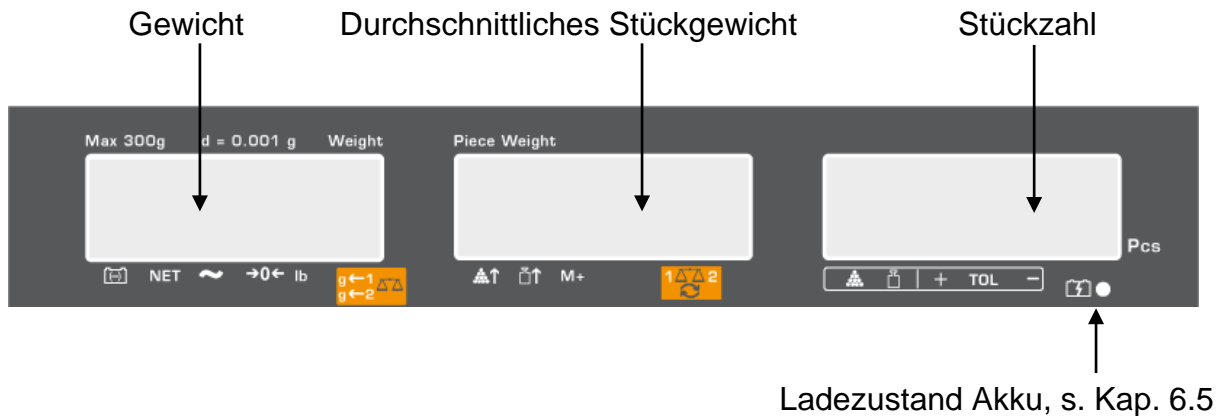 Gewicht Durchschnittliches Stückgewicht Stückzahl
Max 300g d = 0.001 g Weight Piece Weight
Pcs
NET ~ →0← lb g←1 M+ 1 2 + TOL −
g←2
Ladezustand Akku, s. Kap. 6.5